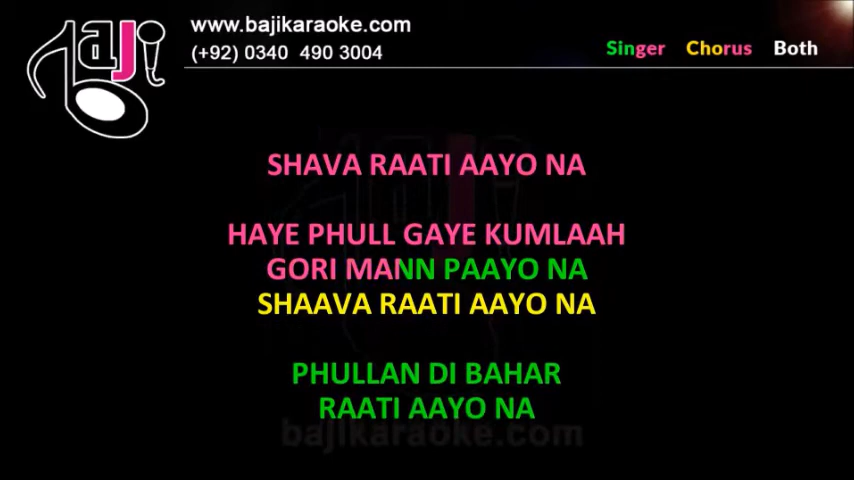 Baji
www.bajikaraoke.com
(+92) 0340 490 3004
Singer Chorus Both
SHAVA RAATI AAYO NA
HAYE PHULL GAYE KUMLAAH
GORI MANN PAAYO NA
SHAAVA RAATI AAYO NA
PHULLAN DI BAHAR
RAATI AAYO NA
bajikaraoke.com